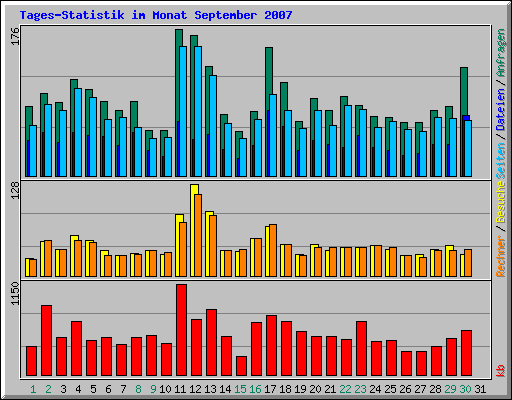 Tages-Statistik im Monat September 2007
176
128
1150
Rechner / Besuche Seiten / Dateien / Anfragen
kb
1 2 3 4 5 6 7 8 9 10 11 12 13 14 15 16 17 18 19 20 21 22 23 24 25 26 27 28 29 30 31